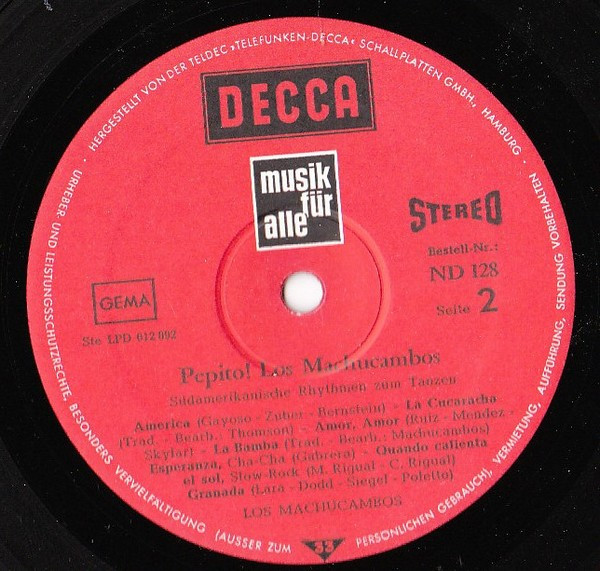 · HERGESTELLT VON DER TELDEC »TELEFUNKEN-DECCA« SCHALLPLATTEN GMBH., HAMBURG ·
DECCA
musik
für
alle
STEREO
Bestell-Nr.:
ND 128
Seite 2
GEMA
Ste LPD 012 092
Pepito! Los Machucambos
Südamerikanische Rhythmen zum Tanzen
America (Gayoso - Zuber - Bernstein) - La Cucaracha
(Trad. - Bearb.: Thomson) - Amor, Amor (Ruiz - Mendez -
Skylart - La Bamba (Trad. - Bearb.: Machucambos)
Esperanza, Cha-Cha (Gabrera) - Quando calienta
el sol, Slow-Rock (M. Rigual - C. Rigual)
Granada (Lara - Dodd - Siegel - Poletto)
LOS MACHUCAMBOS
33
URHEBER- UND LEISTUNGSSCHUTZRECHTE, BESONDERS VERVIELFÄLTIGUNG (AUSSER ZUM PERSÖNLICHEN GEBRAUCH), VERMIETUNG, AUFFÜHRUNG, SENDUNG VORBEHALTEN